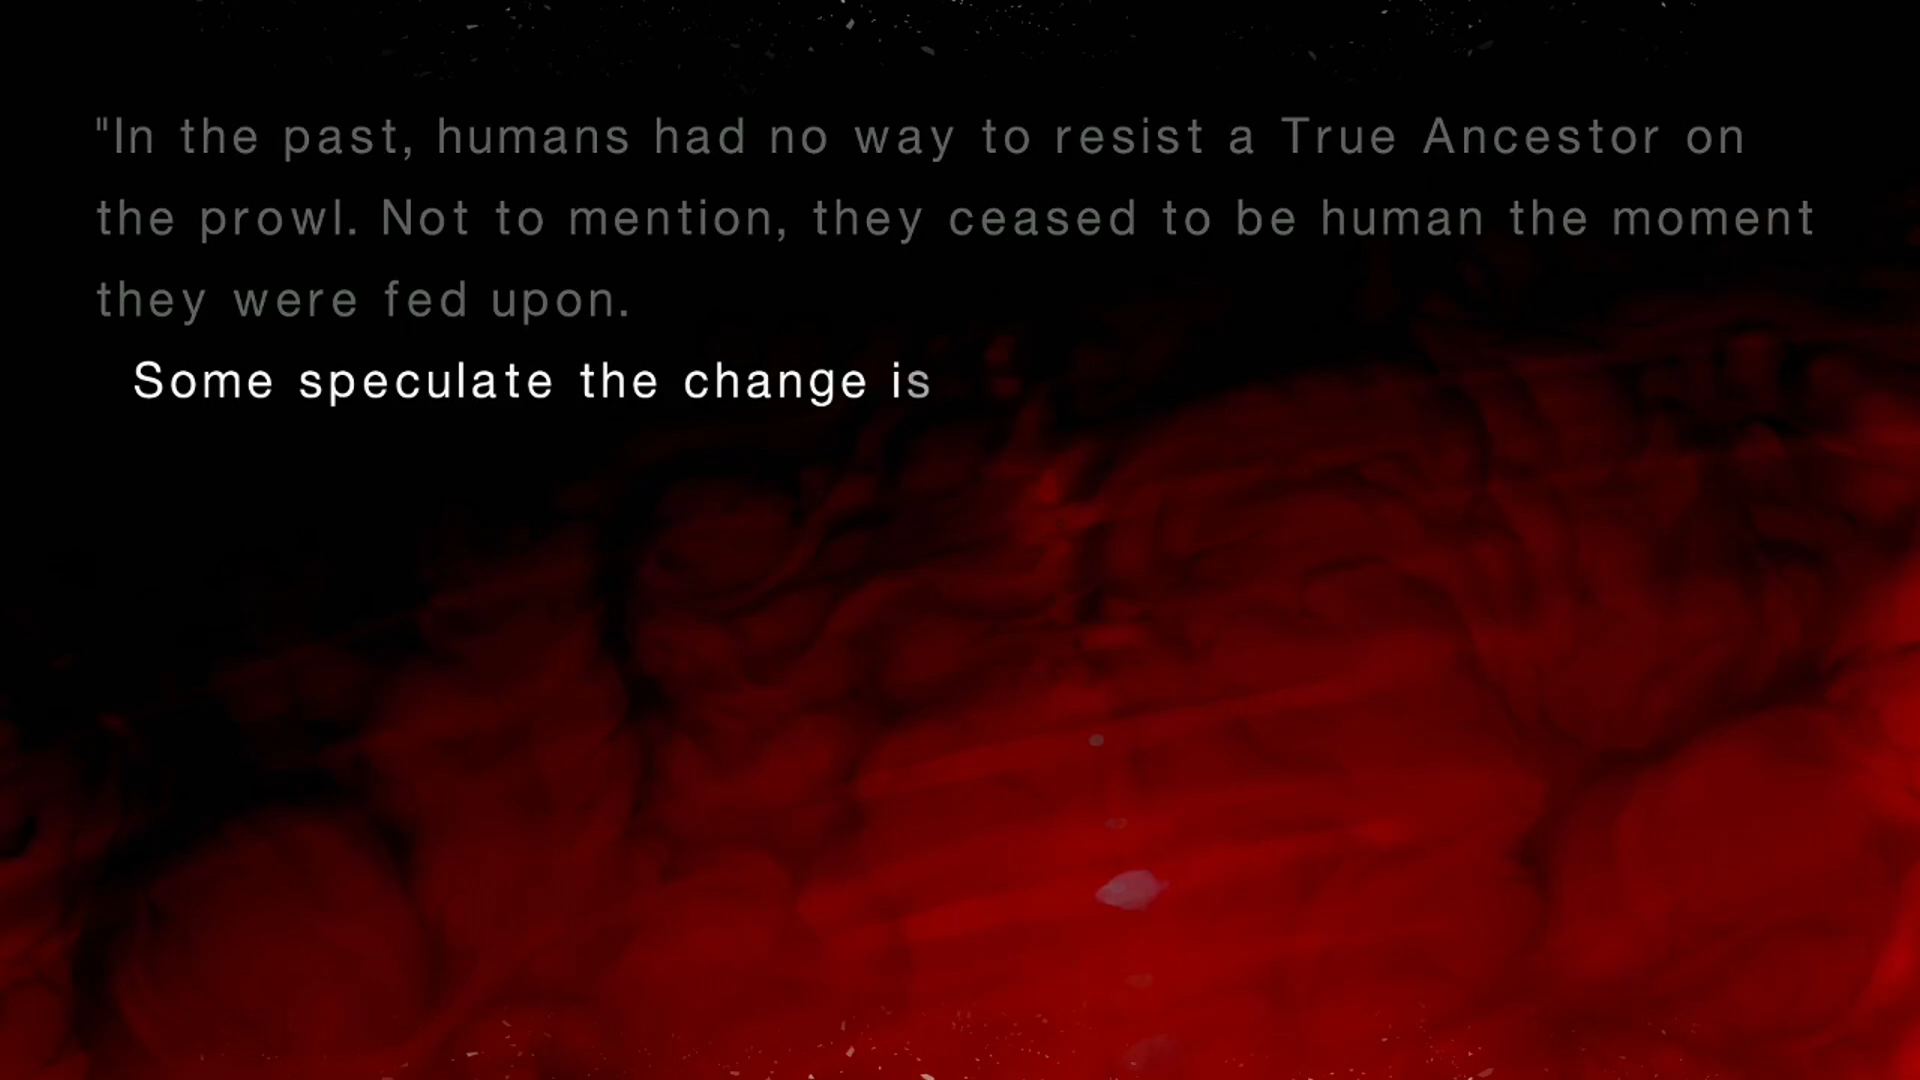 "In the past, humans had no way to resist a True Ancestor on
the prowl. Not to mention, they ceased to be human the moment
they were fed upon.
Some speculate the change is